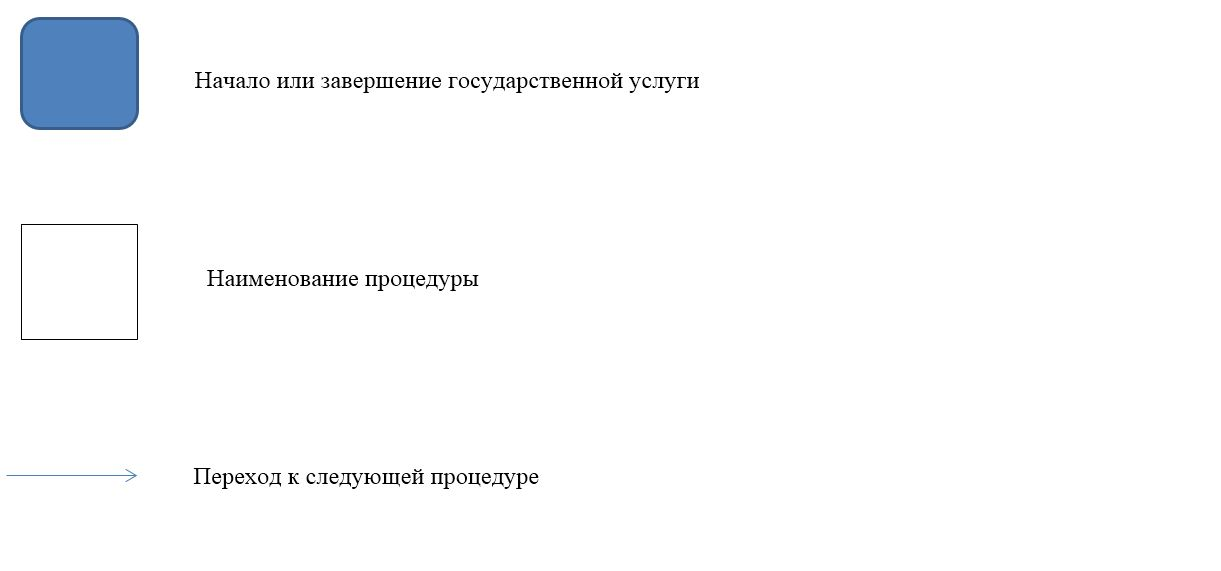 Начало или завершение государственной услуги
Наименование процедуры
Переход к следующей процедуре